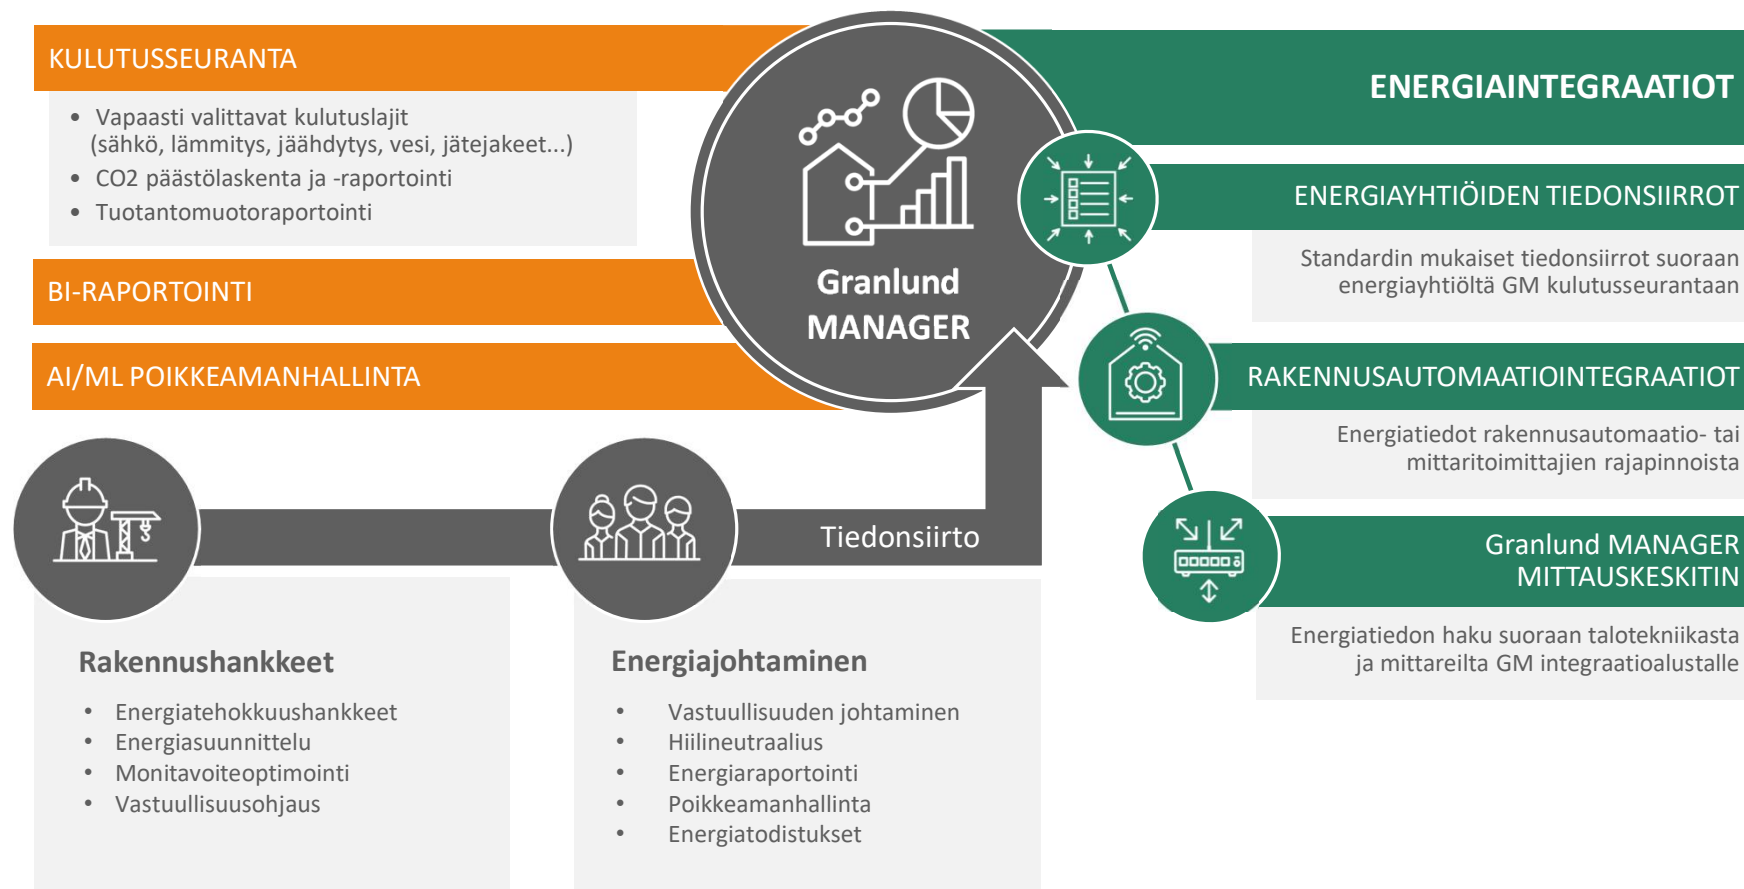 KULUTUSSEURANTA
• Vapaasti valittavat kulutuslajit
(sähkö, lämmitys, jäähdytys, vesi, jätejakeet...)
• CO2 päästölaskenta ja -raportointi
• Tuotantomuotoraportointi
BI-RAPORTOINTI
AI/ML POIKKEAMANHALLINTA
Granlund
MANAGER
ENERGIAINTEGRAATIOT
ENERGIAYHTIÖIDEN TIEDONSIIRROT
Standardin mukaiset tiedonsiirrot suoraan
energiayhtiöltä GM kulutusseurantaan
RAKENNUSAUTOMAATIOINTEGRAATIOT
Energiatiedot rakennusautomaatio- tai
mittaritoimittajien rajapinnoista
Granlund MANAGER
MITTAUSKESKITIN
Energiatiedon haku suoraan talotekniikasta
ja mittareilta GM integraatioalustalle
Tiedonsiirto
Rakennushankkeet
• Energiatehokkuushankkeet
• Energiasuunnittelu
• Monitavoiteoptimointi
• Vastuullisuusohjaus
Energiajohtaminen
• Vastuullisuuden johtaminen
• Hiilineutraalius
• Energiaraportointi
• Poikkeamanhallinta
• Energiatodistukset